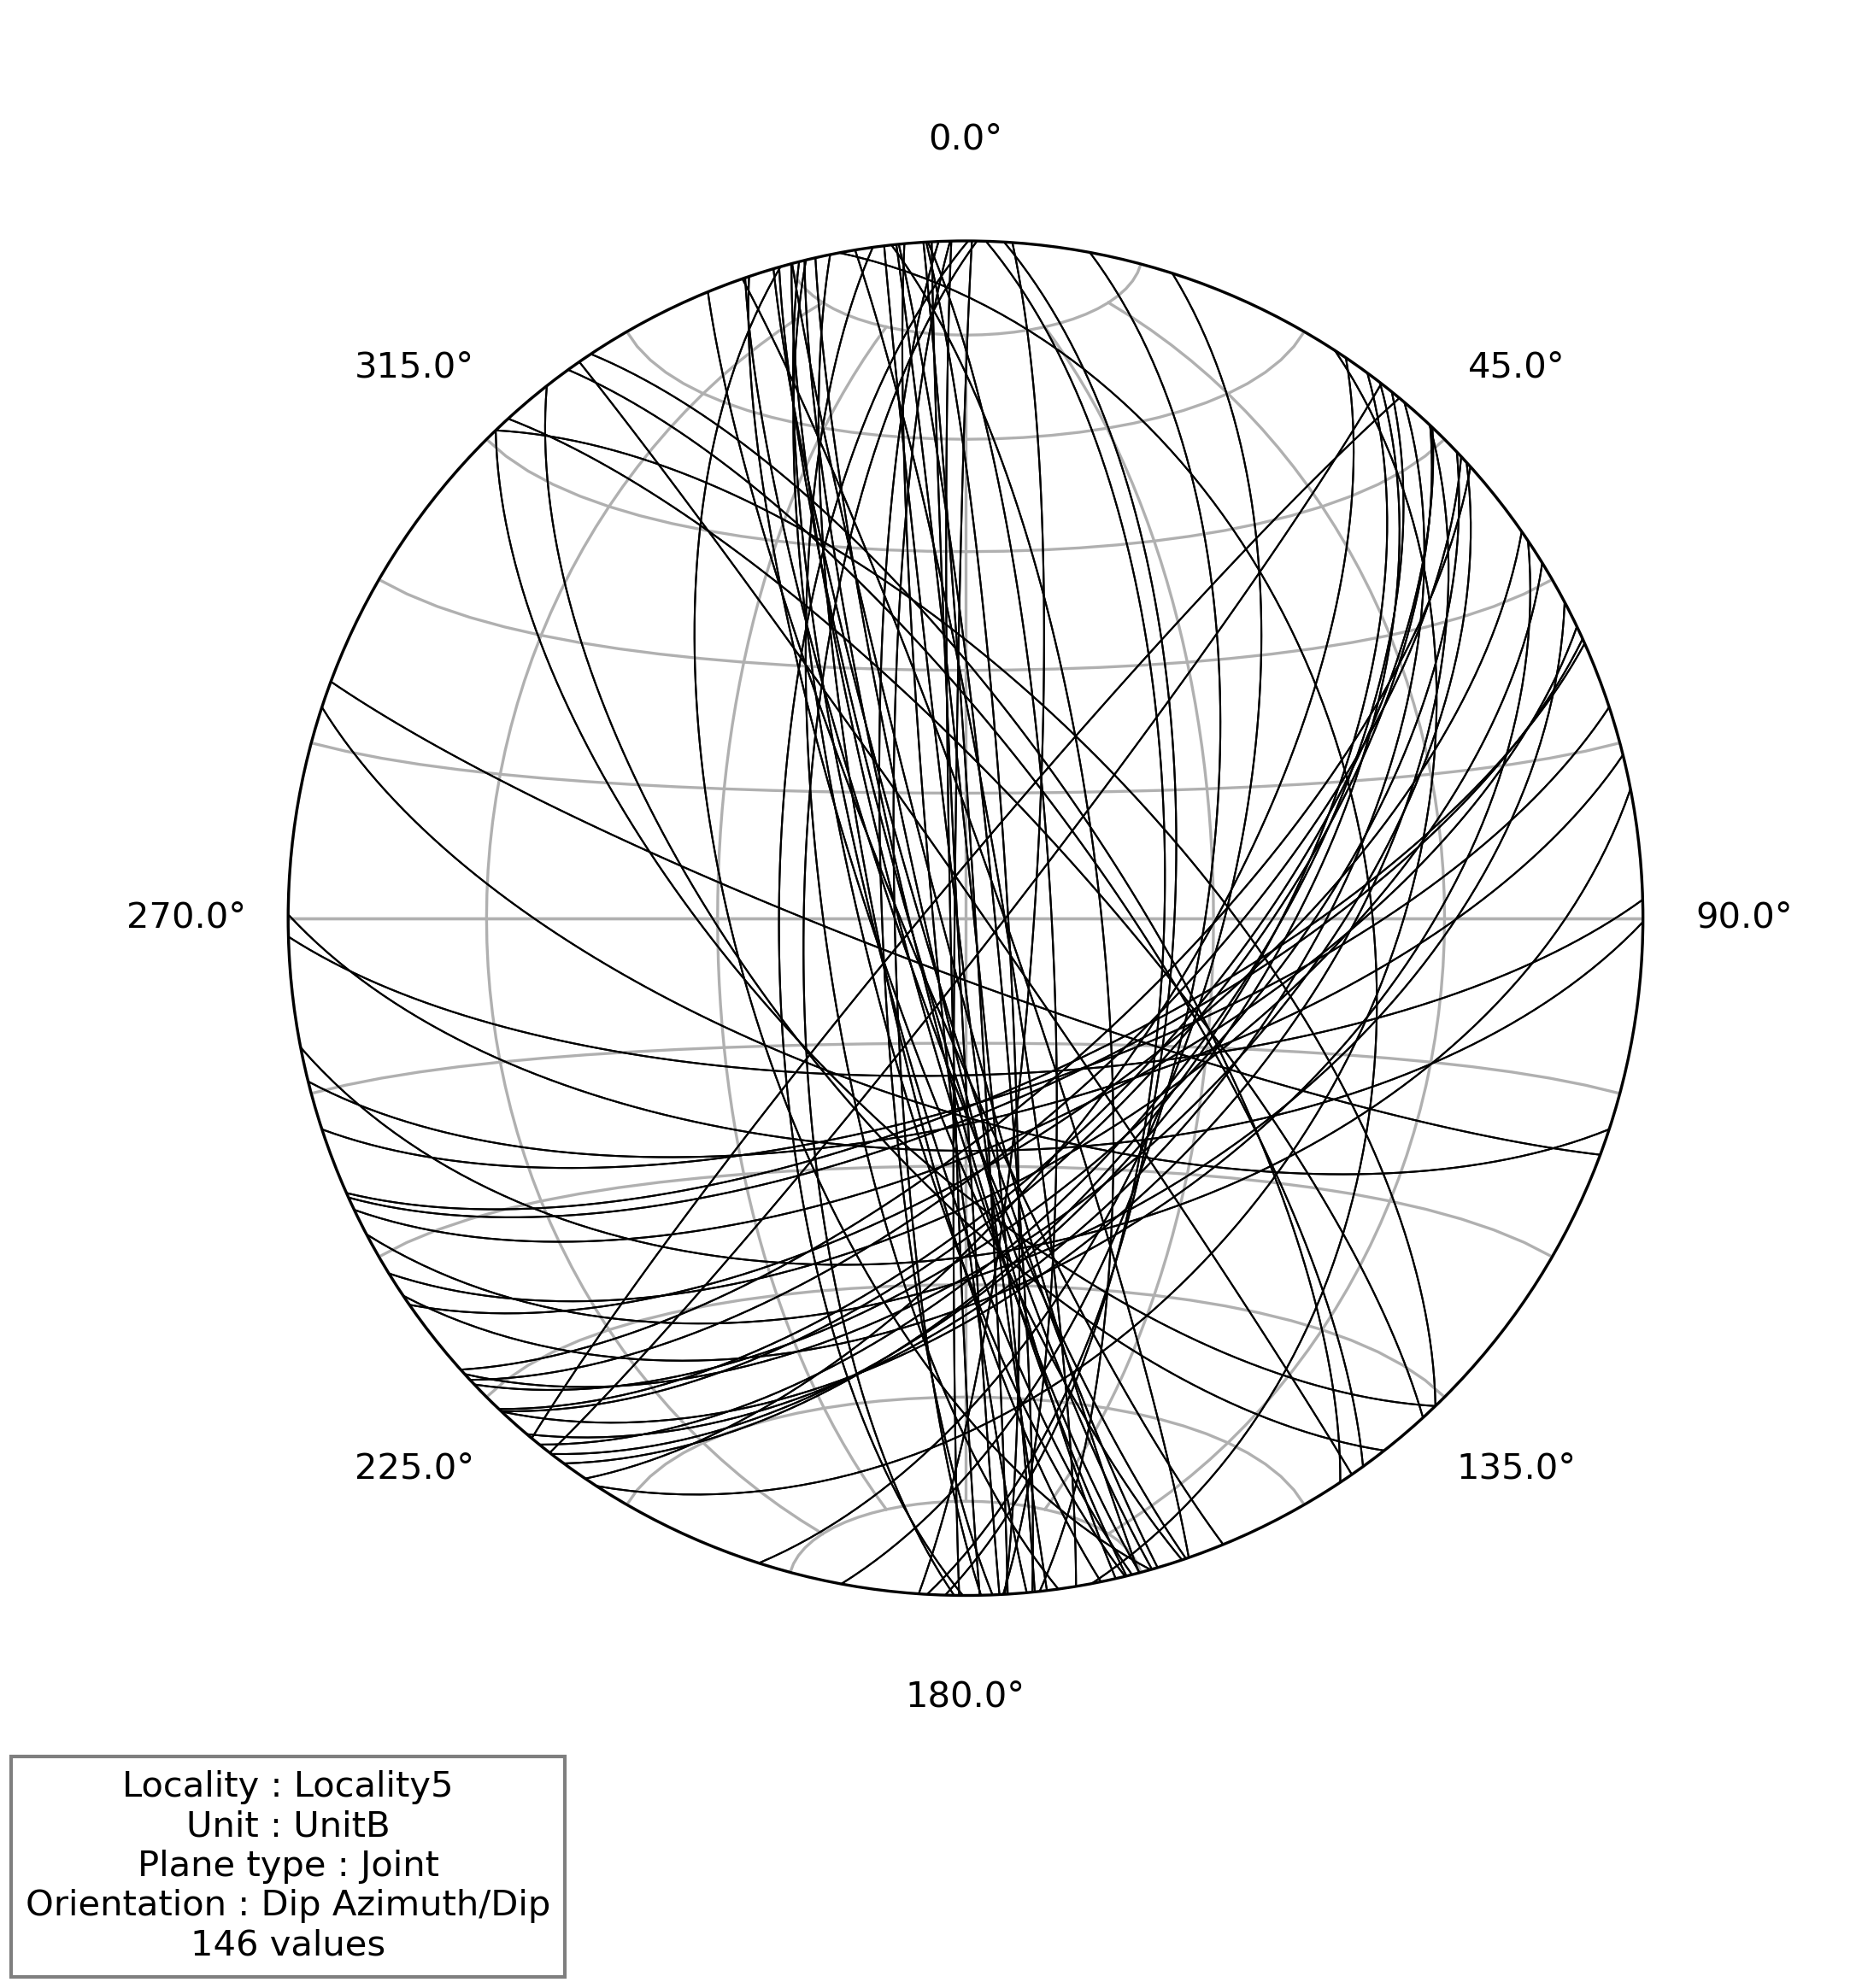 0.0°
315.0°
45.0°
270.0°
90.0°
225.0°
135.0°
180.0°
Locality : Locality5
Unit : UnitB
Plane type : Joint
Orientation : Dip Azimuth/Dip
146 values